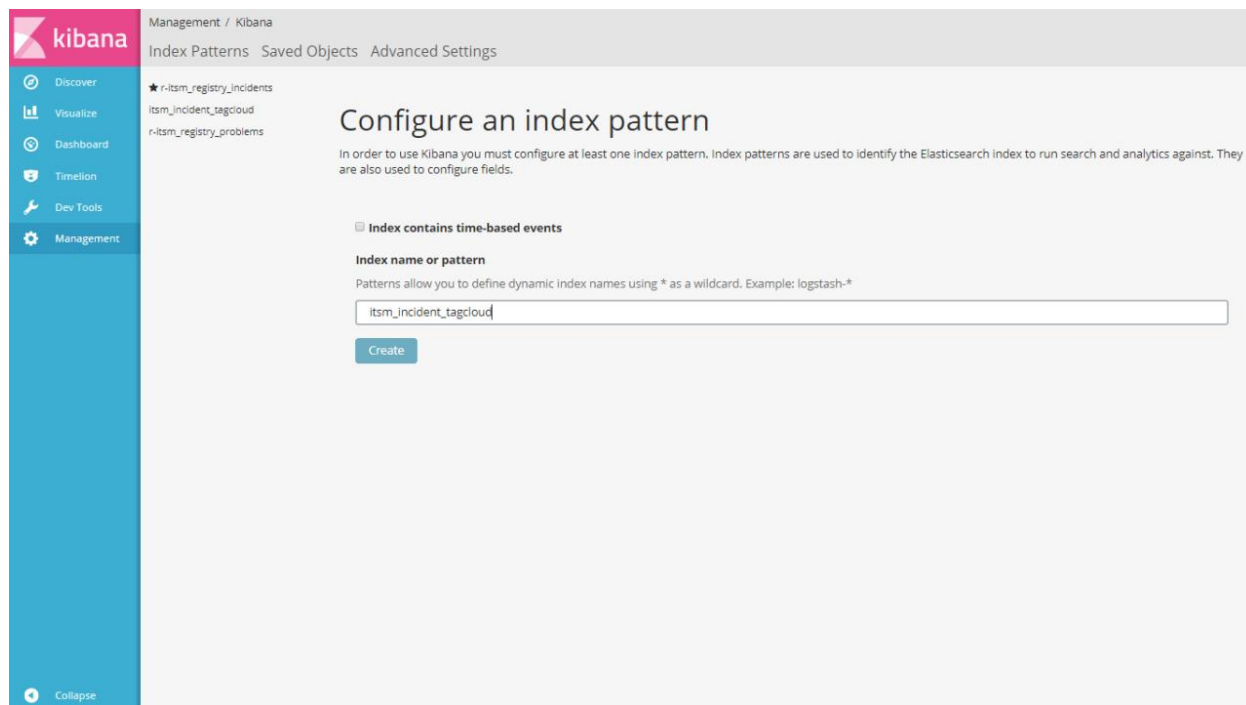 kibana
Discover
Visualize
Dashboard
Timelion
Dev Tools
Management
Collapse
Management / Kibana
Index Patterns Saved Objects Advanced Settings
r-itsm_registry_incidents
itsm_incident_tagcloud
r-itsm_registry_problems
Configure an index pattern
In order to use Kibana you must configure at least one index pattern. Index patterns are used to identify the Elasticsearch index to run search and analytics against. They
are also used to configure fields.
Index contains time-based events
Index name or pattern
Patterns allow you to define dynamic index names using * as a wildcard. Example: logstash-*
itsm_incident_tagcloud
Create